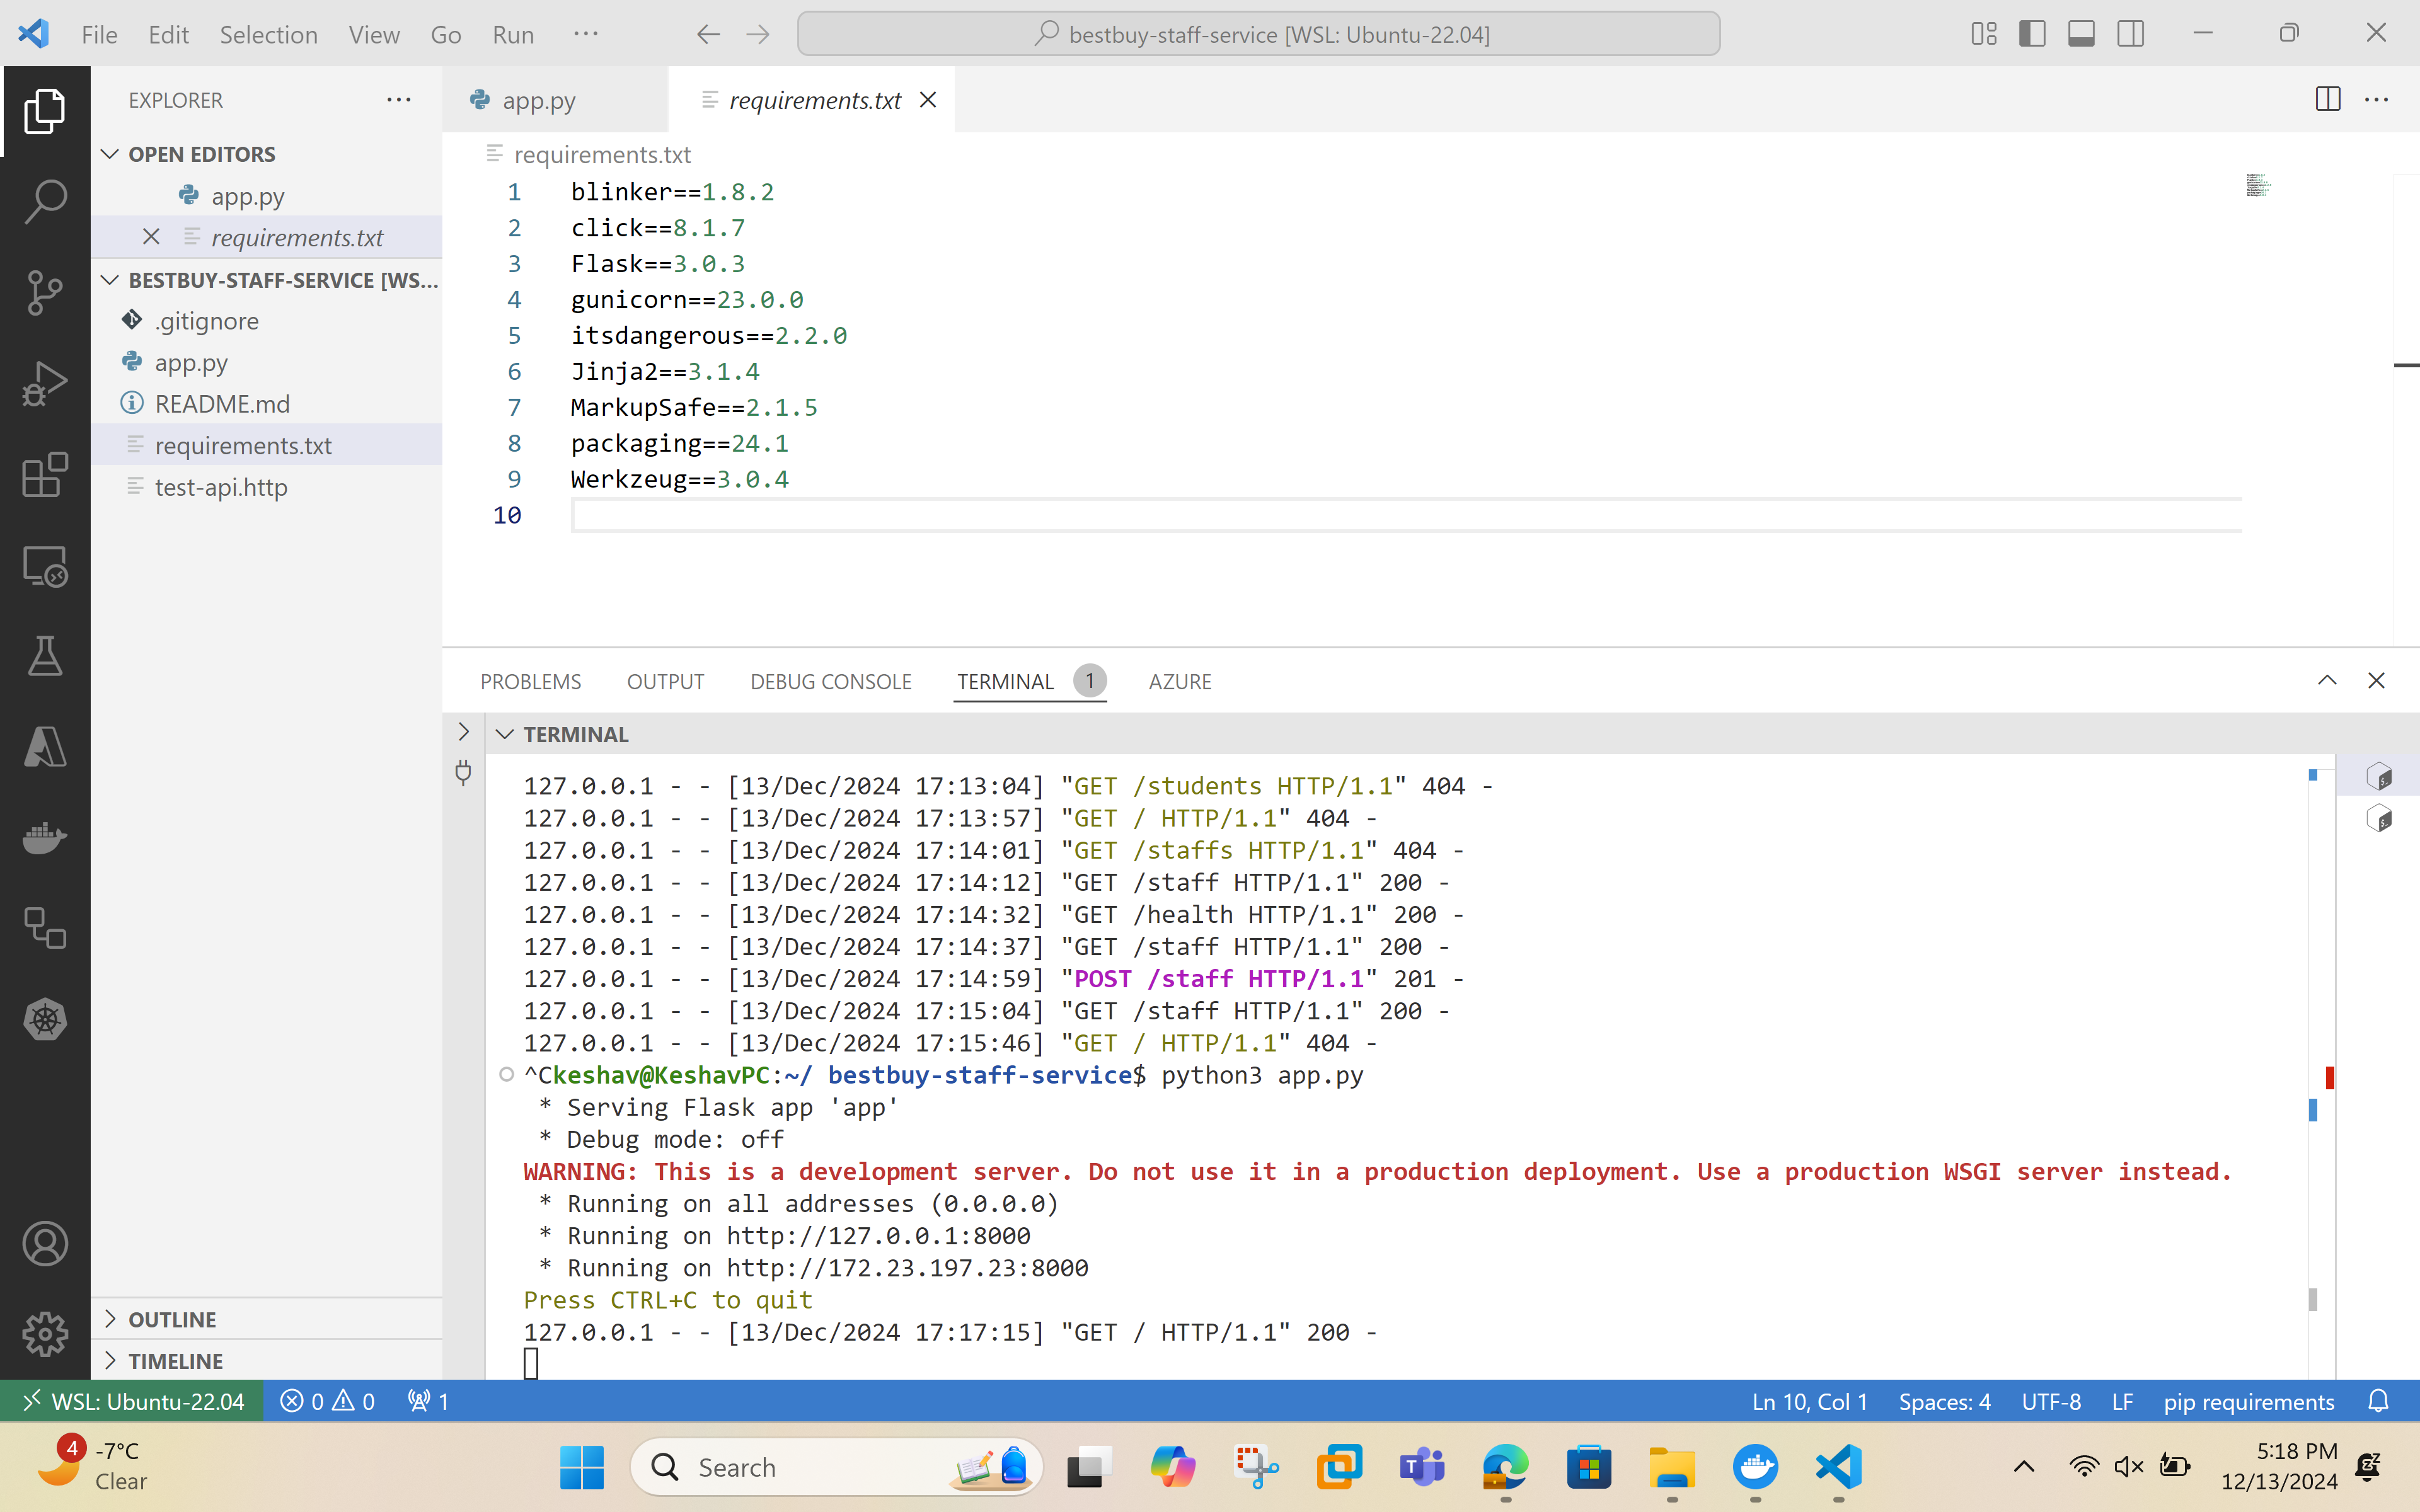 File Edit Selection View Go Run ···
bestbuy-staff-service [WSL: Ubuntu-22.04]
EXPLORER ···
OPEN EDITORS
app.py
requirements.txt
BESTBUY-STAFF-SERVICE [WS...
.gitignore
app.py
README.md
requirements.txt
test-api.http
OUTLINE
TIMELINE
app.py requirements.txt
requirements.txt
1 blinker==1.8.2
2 click==8.1.7
3 Flask==3.0.3
4 gunicorn==23.0.0
5 itsdangerous==2.2.0
6 Jinja2==3.1.4
7 MarkupSafe==2.1.5
8 packaging==24.1
9 Werkzeug==3.0.4
10
PROBLEMS OUTPUT DEBUG CONSOLE TERMINAL 1 AZURE
TERMINAL
127.0.0.1 - - [13/Dec/2024 17:13:04] "GET /students HTTP/1.1" 404 -
127.0.0.1 - - [13/Dec/2024 17:13:57] "GET / HTTP/1.1" 404 -
127.0.0.1 - - [13/Dec/2024 17:14:01] "GET /staffs HTTP/1.1" 404 -
127.0.0.1 - - [13/Dec/2024 17:14:12] "GET /staff HTTP/1.1" 200 -
127.0.0.1 - - [13/Dec/2024 17:14:32] "GET /health HTTP/1.1" 200 -
127.0.0.1 - - [13/Dec/2024 17:14:37] "GET /staff HTTP/1.1" 200 -
127.0.0.1 - - [13/Dec/2024 17:14:59] "POST /staff HTTP/1.1" 201 -
127.0.0.1 - - [13/Dec/2024 17:15:04] "GET /staff HTTP/1.1" 200 -
127.0.0.1 - - [13/Dec/2024 17:15:46] "GET / HTTP/1.1" 404 -
^Ckeshav@KeshavPC:~/ bestbuy-staff-service$ python3 app.py
* Serving Flask app 'app'
* Debug mode: off
WARNING: This is a development server. Do not use it in a production deployment. Use a production WSGI server instead.
* Running on all addresses (0.0.0.0)
* Running on http://127.0.0.1:8000
* Running on http://172.23.197.23:8000
Press CTRL+C to quit
127.0.0.1 - - [13/Dec/2024 17:17:15] "GET / HTTP/1.1" 200 -
WSL: Ubuntu-22.04 0 0 1 Ln 10, Col 1 Spaces: 4 UTF-8 LF pip requirements
4 -7°C
Clear
Search
5:18 PM
12/13/2024